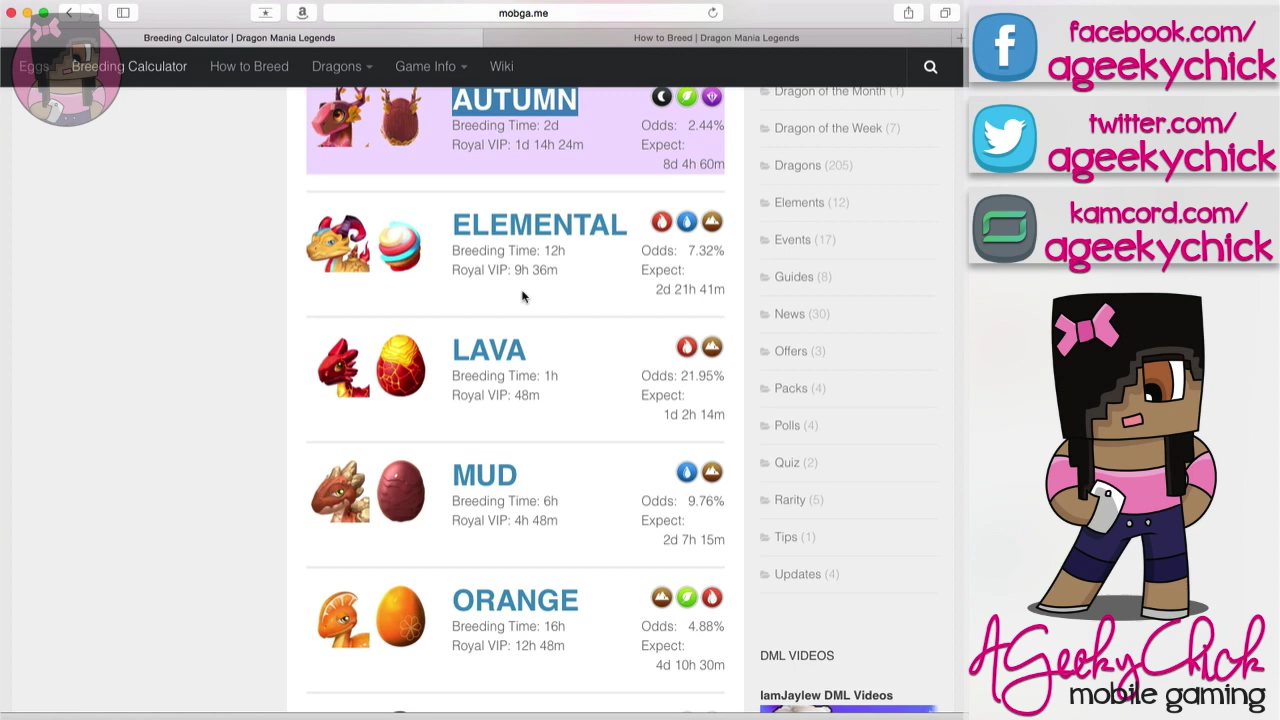 mobga.me
Breeding Calculator | Dragon Mania Legends
How to Breed | Dragon Mania Legends
Eggs Breeding Calculator How to Breed Dragons Game Info Wiki
AUTUMN
Breeding Time: 2d
Royal VIP: 1d 14h 24m
Odds: 2.44%
Expect:
8d 4h 60m
ELEMENTAL
Breeding Time: 12h
Royal VIP: 9h 36m
Odds: 7.32%
Expect:
2d 21h 41m
LAVA
Breeding Time: 1h
Royal VIP: 48m
Odds: 21.95%
Expect:
1d 2h 14m
MUD
Breeding Time: 6h
Royal VIP: 4h 48m
Odds: 9.76%
Expect:
2d 7h 15m
ORANGE
Breeding Time: 16h
Royal VIP: 12h 48m
Odds: 4.88%
Expect:
4d 10h 30m
Dragon of the Month (1)
Dragon of the Week (7)
Dragons (205)
Elements (12)
Events (17)
Guides (8)
News (30)
Offers (3)
Packs (4)
Polls (4)
Quiz (2)
Rarity (5)
Tips (1)
Updates (4)
DML VIDEOS
IamJaylew DML Videos
facebook.com/
ageekychick
twitter.com/
ageekychick
kamcord.com/
ageekychick
AGeekyChick
mobile gaming